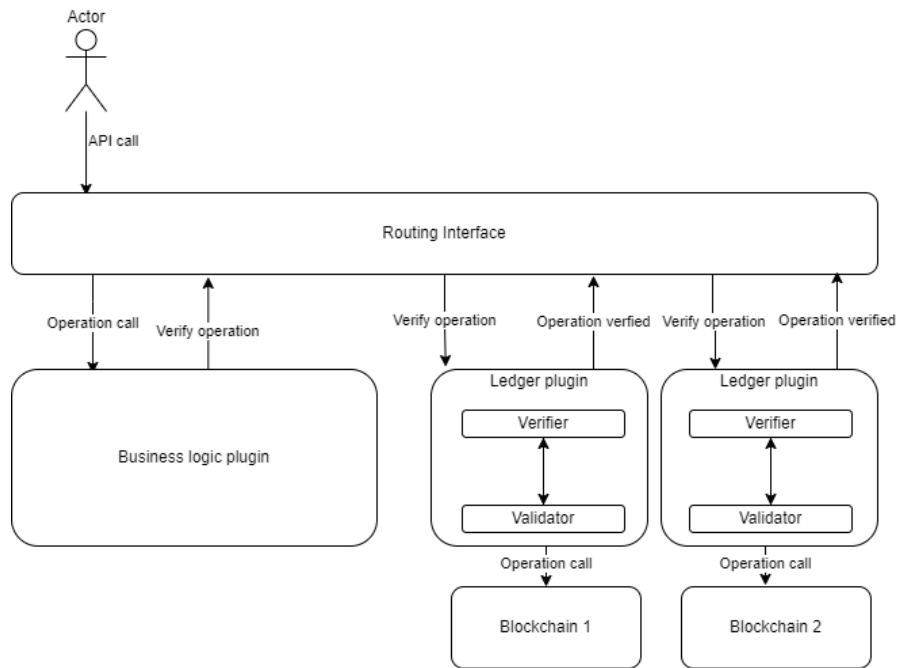 Actor
API call
Routing Interface
Operation call
Verify operation
Verify operation
Operation verfied
Verify operation
Operation verified
Business logic plugin
Ledger plugin
Verifier
Validator
Ledger plugin
Verifier
Validator
Operation call
Operation call
Blockchain 1
Blockchain 2